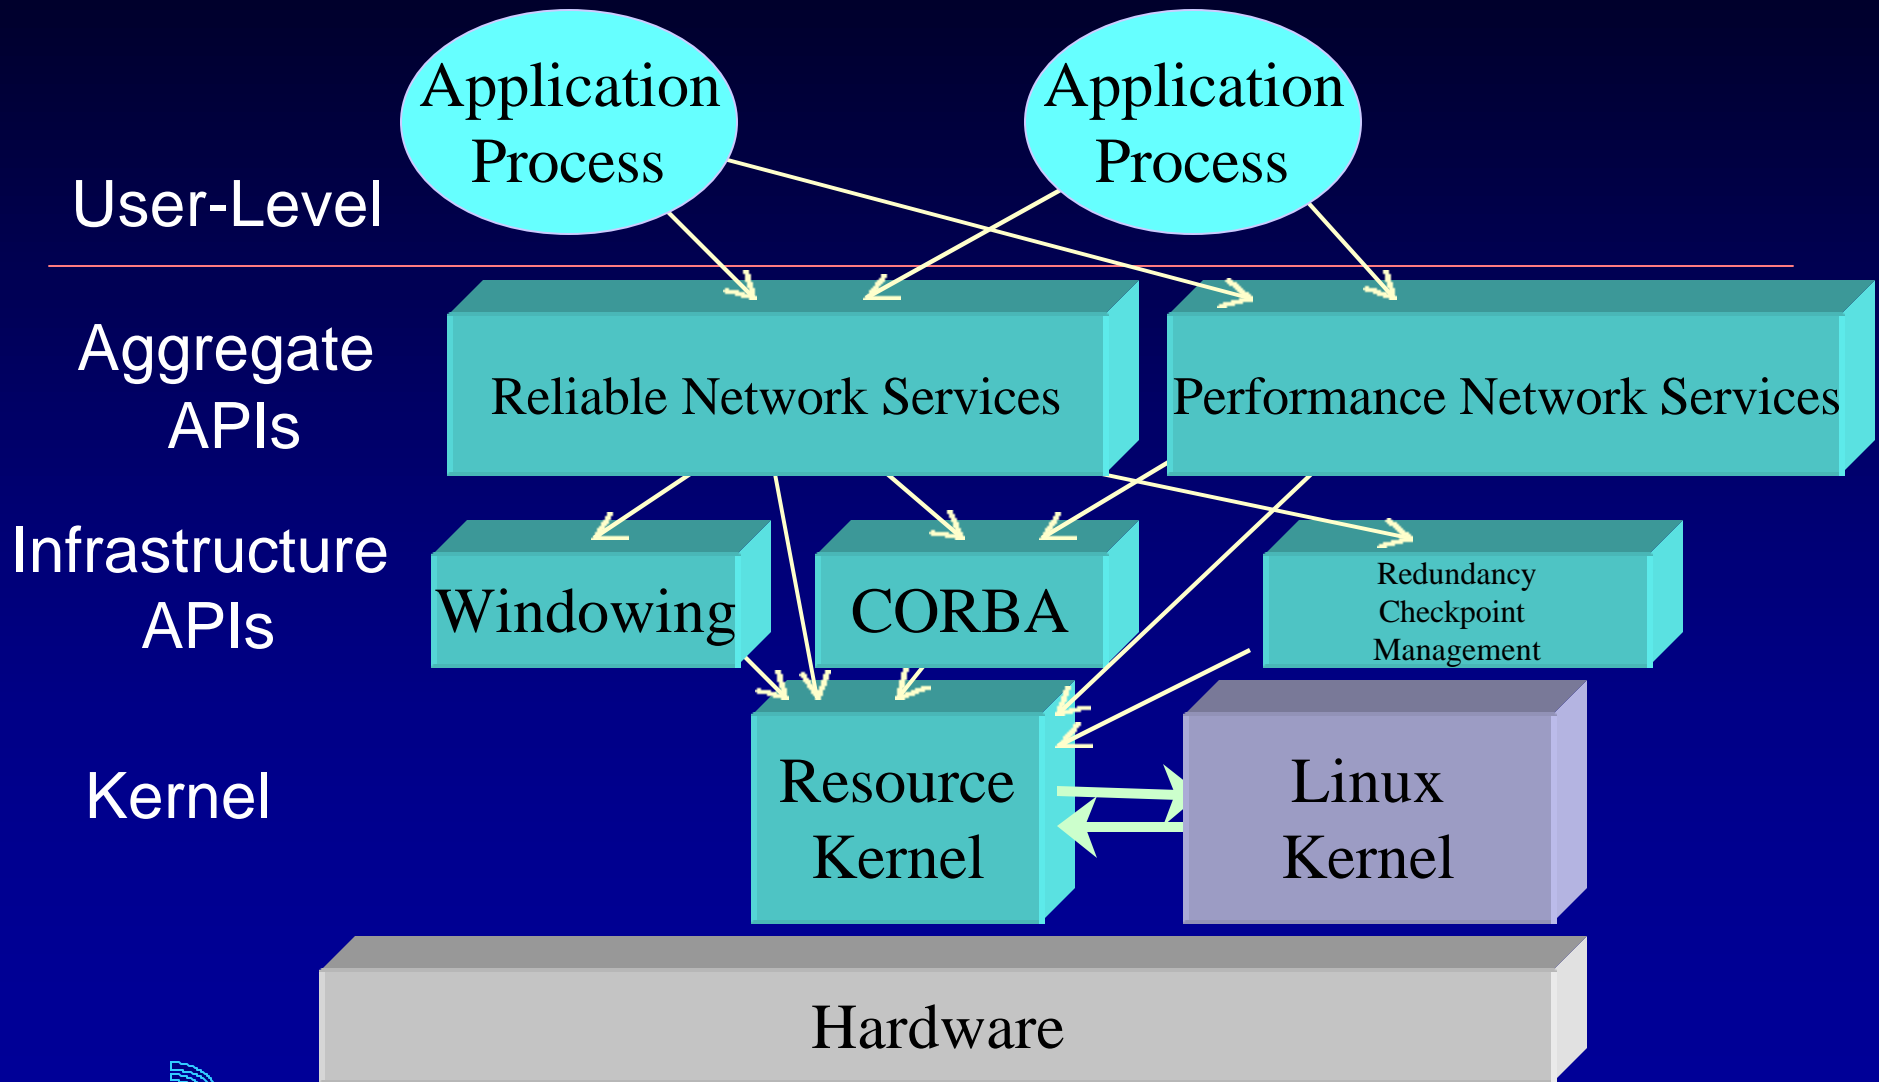 Application
Process
Application
Process
User-Level
Aggregate
APIs
Reliable Network Services
Performance Network Services
Infrastructure
APIs
Windowing
CORBA
Redundancy
Checkpoint
Management
Kernel
Resource
Kernel
Linux
Kernel
Hardware